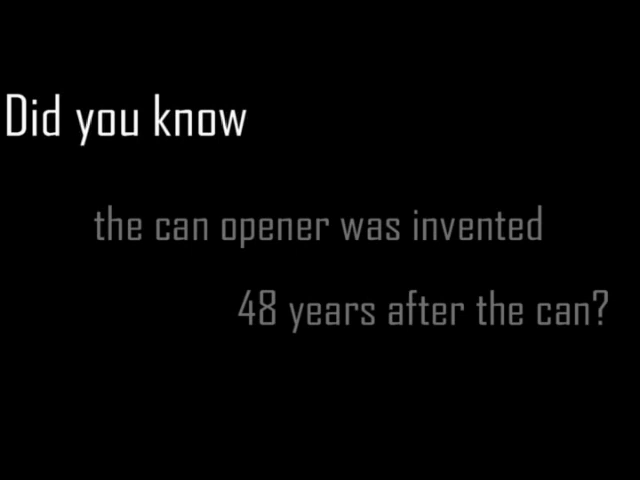 Did you know
the can opener was invented
48 years after the can?